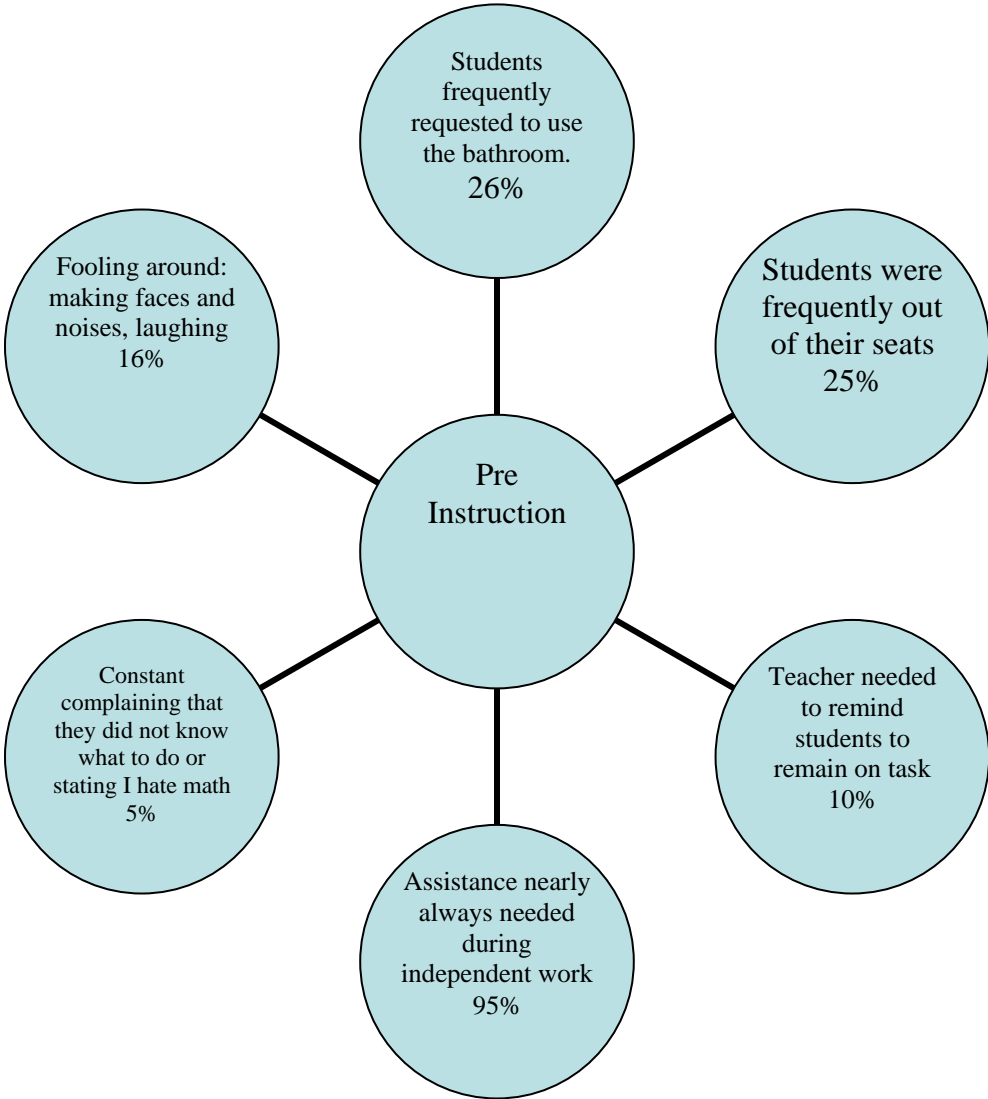 Students
frequently
requested to use
the bathroom.
26%
Fooling around:
making faces and
noises, laughing
16%
Students were
frequently out
of their seats
25%
Pre
Instruction
Constant
complaining that
they did not know
what to do or
stating I hate math
5%
Teacher needed
to remind
students to
remain on task
10%
Assistance nearly
always needed
during
independent work
95%